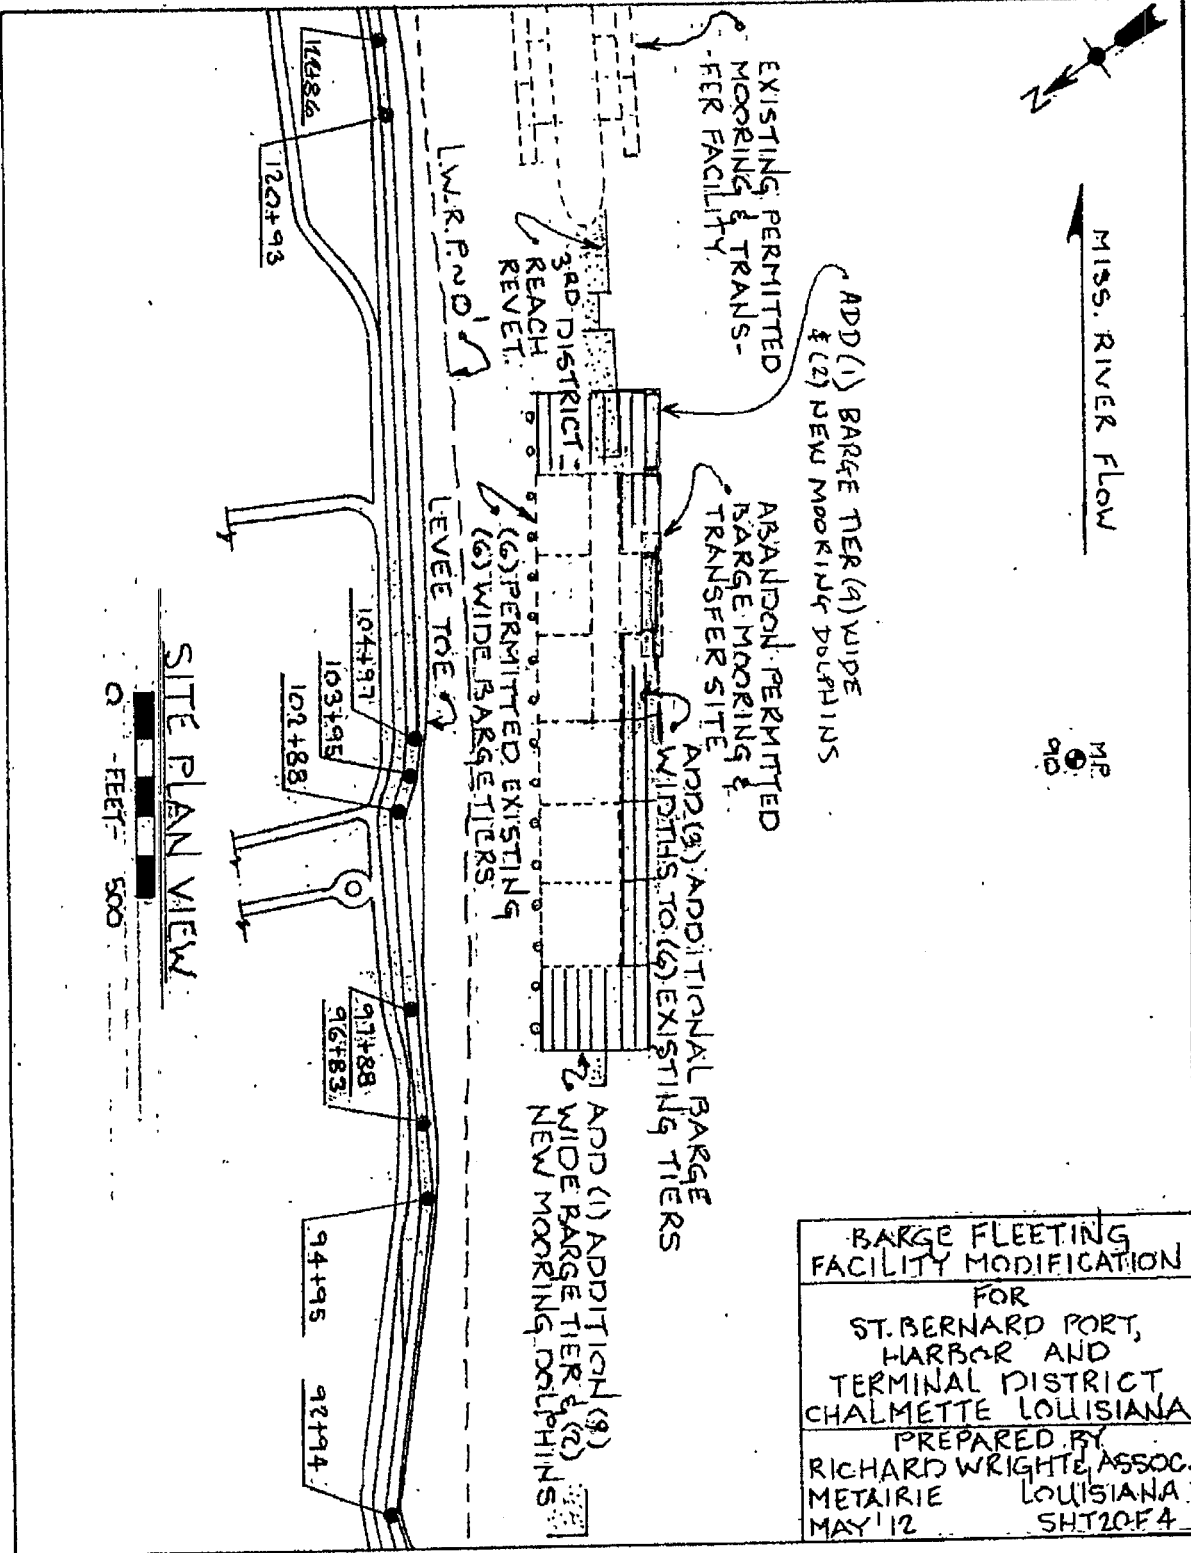 N
MISS. RIVER FLOW
M.P.
90
EXISTING PERMITTED
MOORING & TRANS-
-FER FACILITY
ADD (1) BARGE TIER (9) WIDE
& (2) NEW MOORING DOLPHINS
ABANDON PERMITTED
BARGE MOORING &
TRANSFER SITE
ADD (3) ADDITIONAL BARGE
WIDTHS TO (6) EXISTING TIERS
3RD DISTRICT
REACH
REVET.
L.W.R.P. ~ 0'
(6) PERMITTED EXISTING
(6) WIDE BARGE TIERS
LEVEE TOE
ADD (1) ADDITION (9)
WIDE BARGE TIER & (2)
NEW MOORING DOLPHINS
120+93
104+97
103+95
102+88
97+88
96+83
94+95
92+94
SITE PLAN VIEW
0 -FEET- 500
BARGE FLEETING
FACILITY MODIFICATION
FOR
ST. BERNARD PORT,
HARBOR AND
TERMINAL DISTRICT
CHALMETTE LOUISIANA
PREPARED BY
RICHARD WRIGHT & ASSOC.
METAIRIE LOUISIANA
MAY '12 SHT 2 OF 4